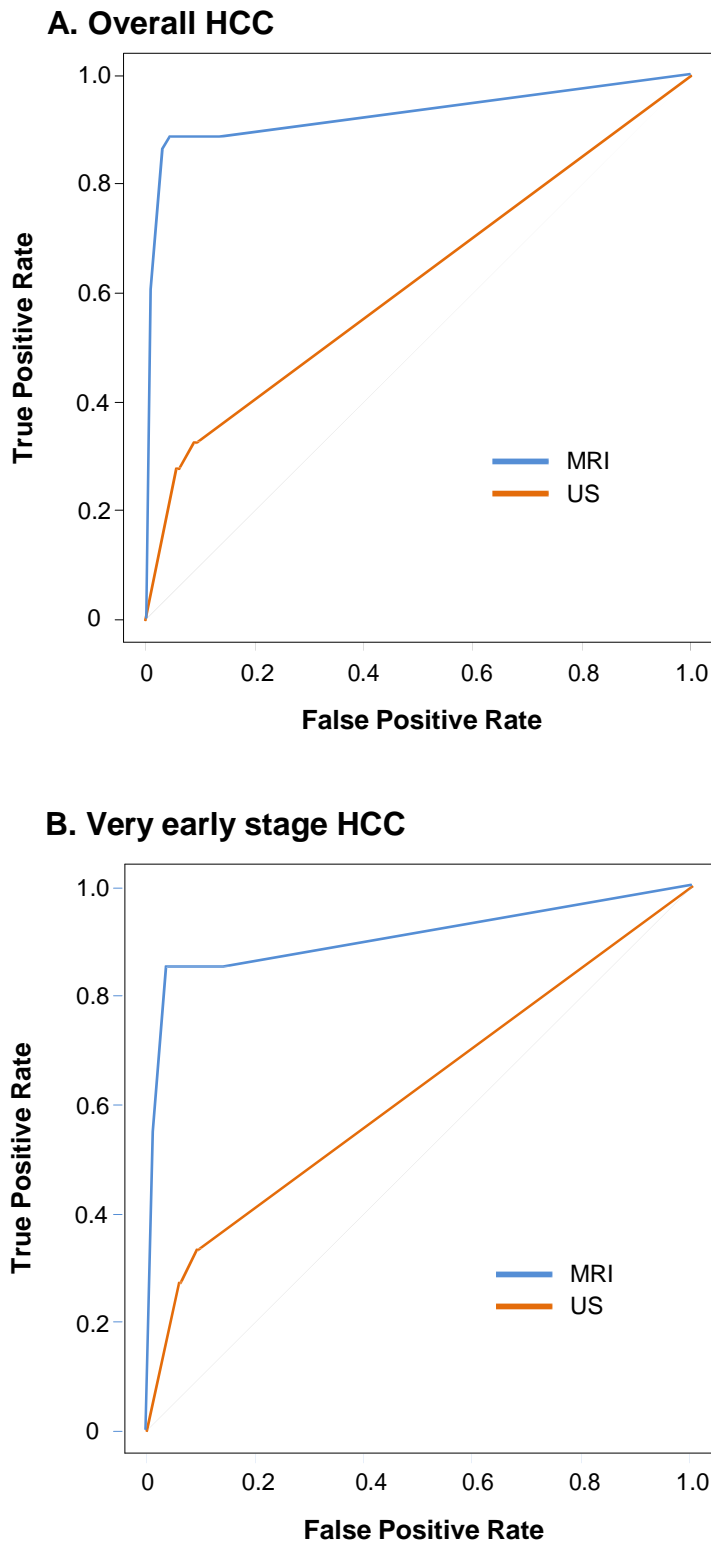 A. Overall HCC
1.0
0.8
0.6
0.4
0.2
0
True Positive Rate
MRI
US
0 0.2 0.4 0.6 0.8 1.0
False Positive Rate
B. Very early stage HCC
1.0
0.8
0.6
0.4
0.2
0
True Positive Rate
MRI
US
0 0.2 0.4 0.6 0.8 1.0
False Positive Rate